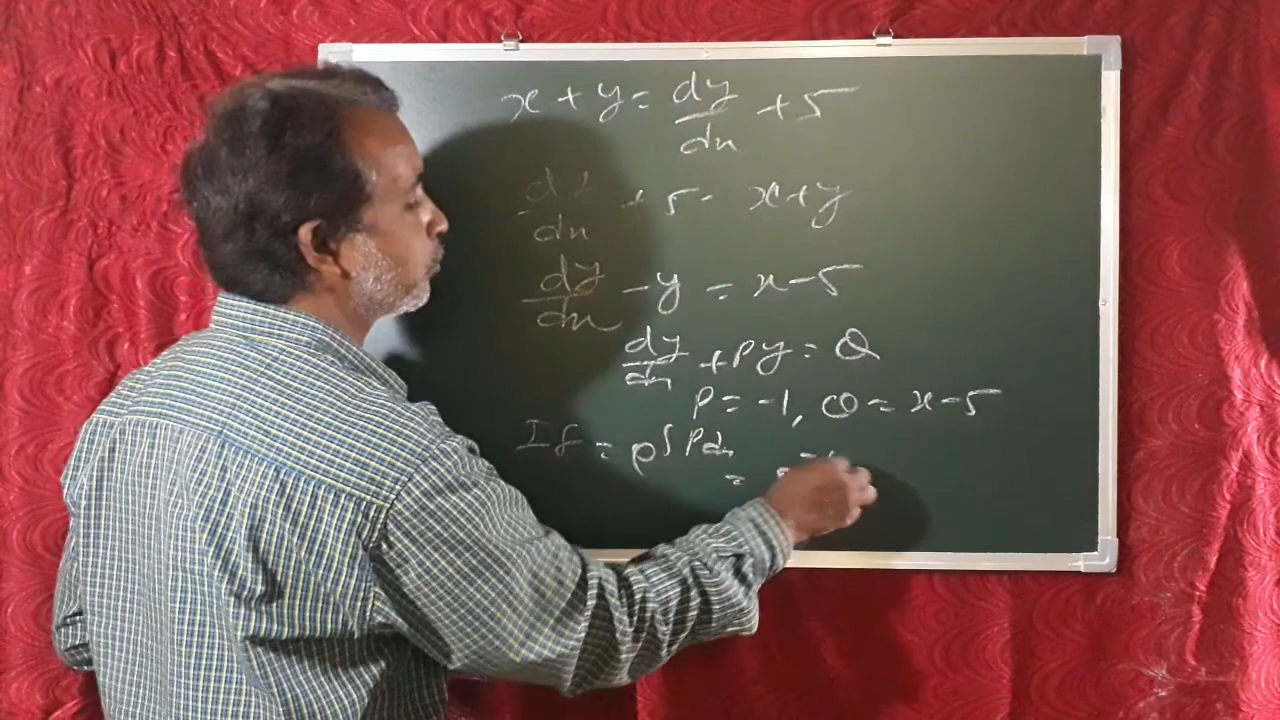 x + y = dy/dx + 5
dy/dx + 5 = x + y
dy/dx - y = x - 5
dy/dx + Py = Q
P = -1, Q = x - 5
If = e^∫Pdx
=